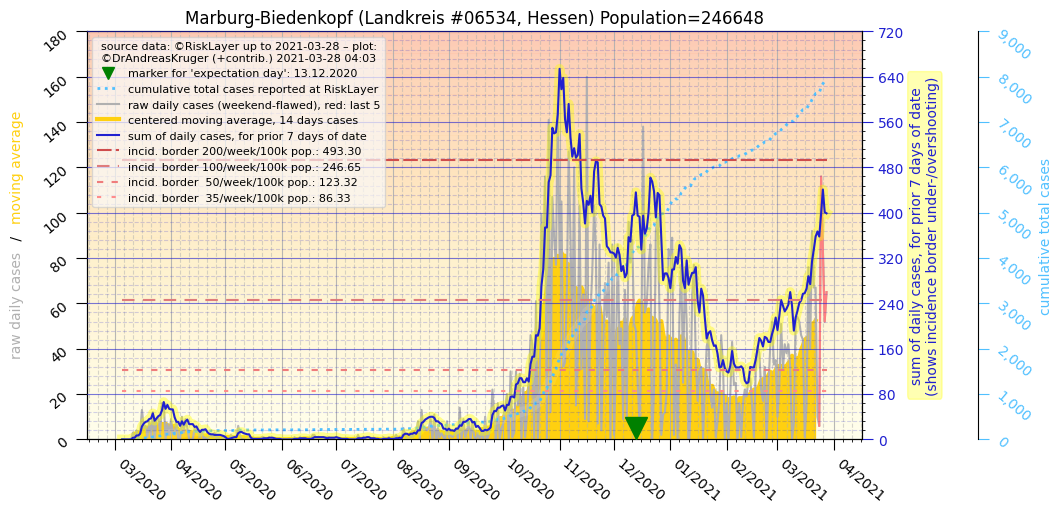 Marburg-Biedenkopf (Landkreis #06534, Hessen) Population=246648
source data: ©RiskLayer up to 2021-03-28 – plot:
©DrAndreasKruger (+contrib.) 2021-03-28 04:03
marker for 'expectation day': 13.12.2020
cumulative total cases reported at RiskLayer
raw daily cases (weekend-flawed), red: last 5
centered moving average, 14 days cases
sum of daily cases, for prior 7 days of date
incid. border 200/week/100k pop.: 493.30
incid. border 100/week/100k pop.: 246.65
incid. border  50/week/100k pop.: 123.32
incid. border  35/week/100k pop.: 86.33
raw daily cases  /  moving average
180
160
140
120
100
80
60
40
20
0
03/2020
04/2020
05/2020
06/2020
07/2020
08/2020
09/2020
10/2020
11/2020
12/2020
01/2021
02/2021
03/2021
04/2021
720
640
560
480
400
320
240
160
80
0
sum of daily cases, for prior 7 days of date
(shows incidence border under-/overshooting)
9,000
8,000
7,000
6,000
5,000
4,000
3,000
2,000
1,000
0
cumulative total cases